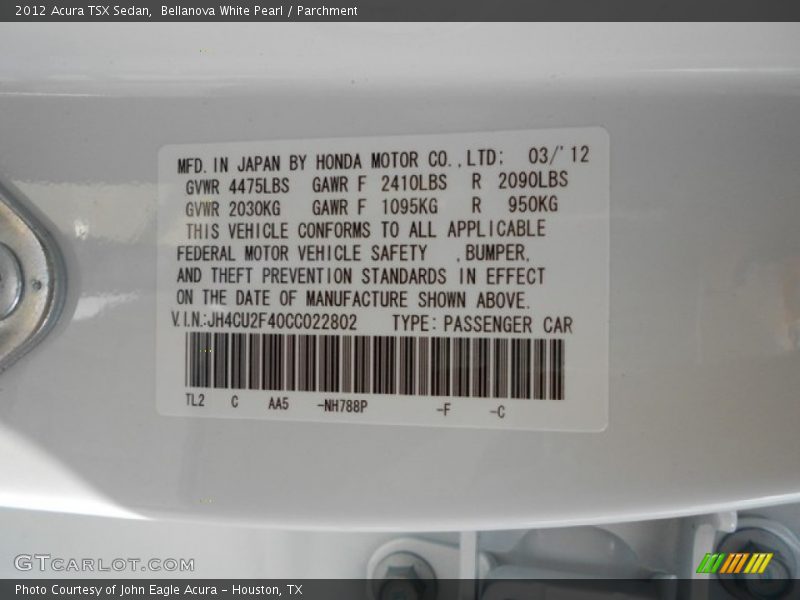 2012 Acura TSX Sedan,  Bellanova White Pearl / Parchment
MFD. IN JAPAN BY HONDA MOTOR CO., LTD; 03/'12
GVWR 4475LBS GAWR F 2410LBS R 2090LBS
GVWR 2030KG GAWR F 1095KG R 950KG
THIS VEHICLE CONFORMS TO ALL APPLICABLE
FEDERAL MOTOR VEHICLE SAFETY ,BUMPER,
AND THEFT PREVENTION STANDARDS IN EFFECT
ON THE DATE OF MANUFACTURE SHOWN ABOVE.
V.I.N.:JH4CU2F40CC022802 TYPE: PASSENGER CAR
TL2 C AA5 -NH788P -F -C
GTCARLOT.COM
Photo Courtesy of John Eagle Acura - Houston, TX